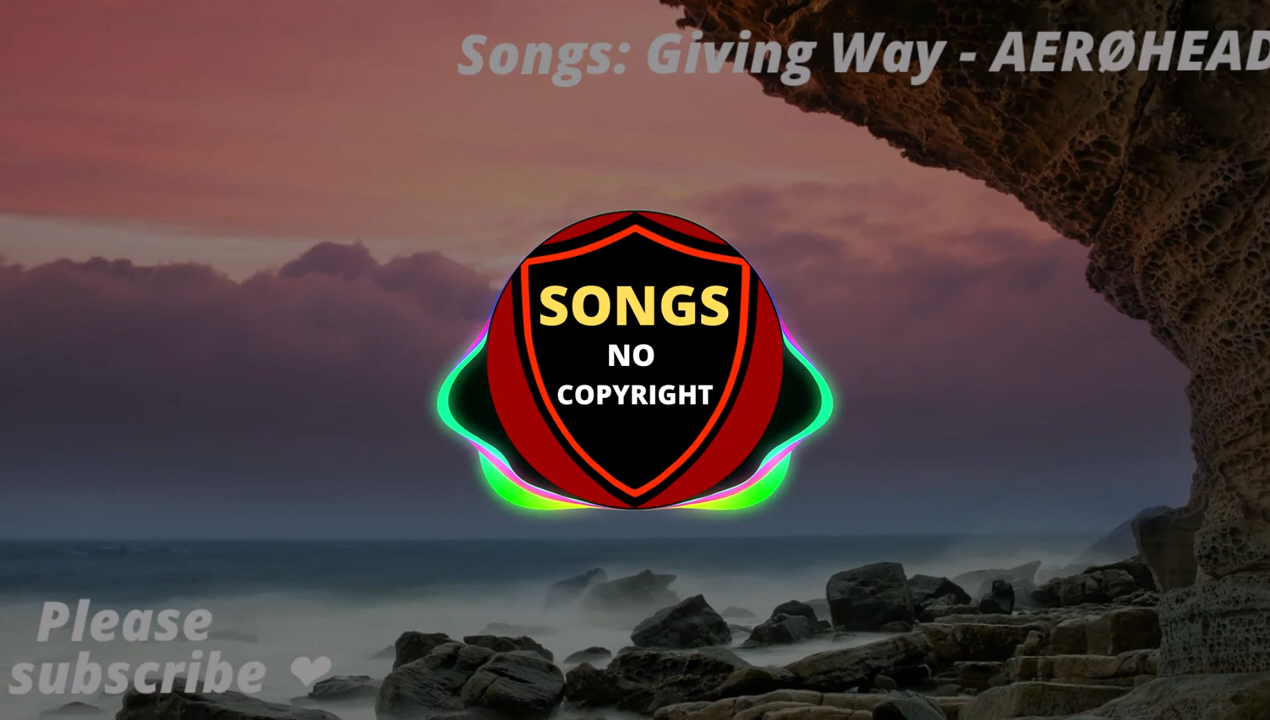 Songs: Giving Way - AERØHEAD
SONGS
NO
COPYRIGHT
Please
subscribe ❤